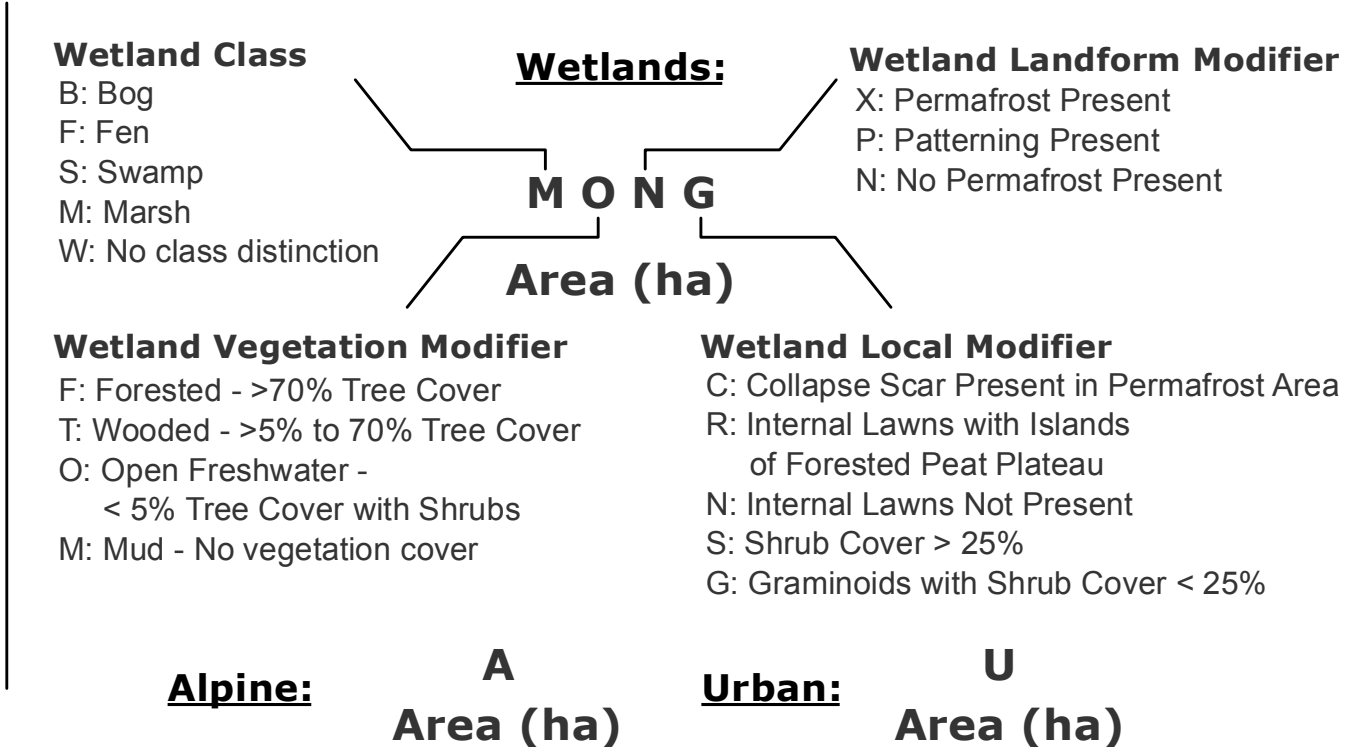 Wetlands:
Wetland Class
B: Bog
F: Fen
S: Swamp
M: Marsh
W: No class distinction
Wetland Landform Modifier
X: Permafrost Present
P: Patterning Present
N: No Permafrost Present
M O N G
Area (ha)
Wetland Vegetation Modifier
F: Forested - >70% Tree Cover
T: Wooded - >5% to 70% Tree Cover
O: Open Freshwater -
< 5% Tree Cover with Shrubs
M: Mud - No vegetation cover
Wetland Local Modifier
C: Collapse Scar Present in Permafrost Area
R: Internal Lawns with Islands
of Forested Peat Plateau
N: Internal Lawns Not Present
S: Shrub Cover > 25%
G: Graminoids with Shrub Cover < 25%
Alpine:
A
Area (ha)
Urban:
U
Area (ha)